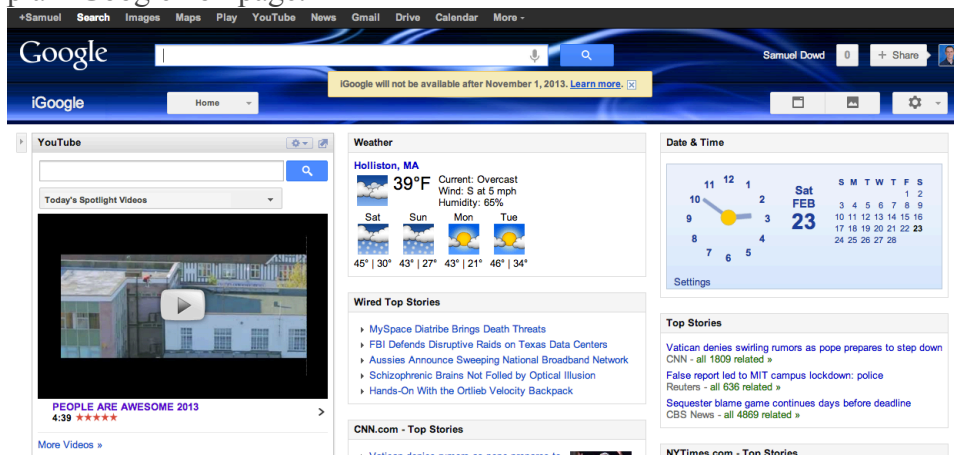 +Samuel Search Images Maps Play YouTube News Gmail Drive Calendar More -
Google
Samuel Dowd 0 + Share
iGoogle will not be available after November 1, 2013. Learn more.
iGoogle Home
YouTube
Today's Spotlight Videos
PEOPLE ARE AWESOME 2013
4:39 ★★★★★
More Videos »
Weather
Holliston, MA
39°F
Current: Overcast
Wind: S at 5 mph
Humidity: 65%
Sat Sun Mon Tue
45° | 30° 43° | 27° 43° | 21° 46° | 34°
Wired Top Stories
MySpace Diatribe Brings Death Threats
FBI Defends Disruptive Raids on Texas Data Centers
Aussies Announce Sweeping National Broadband Network
Schizophrenic Brains Not Folled by Optical Illusion
Hands-On With the Ortlieb Velocity Backpack
CNN.com - Top Stories
Date & Time
12
11 1
10 2
9 3
8 4
7 5
6
Sat
FEB
23
S M T W T F S
1 2
3 4 5 6 7 8 9
10 11 12 13 14 15 16
17 18 19 20 21 22 23
24 25 26 27 28
Settings
Top Stories
Vatican denies swirling rumors as pope prepares to step down
CNN - all 1809 related »
False report led to MIT campus lockdown: police
Reuters - all 636 related »
Sequester blame game continues days before deadline
CBS News - all 4869 related »
NYTimes.com - Top Stories